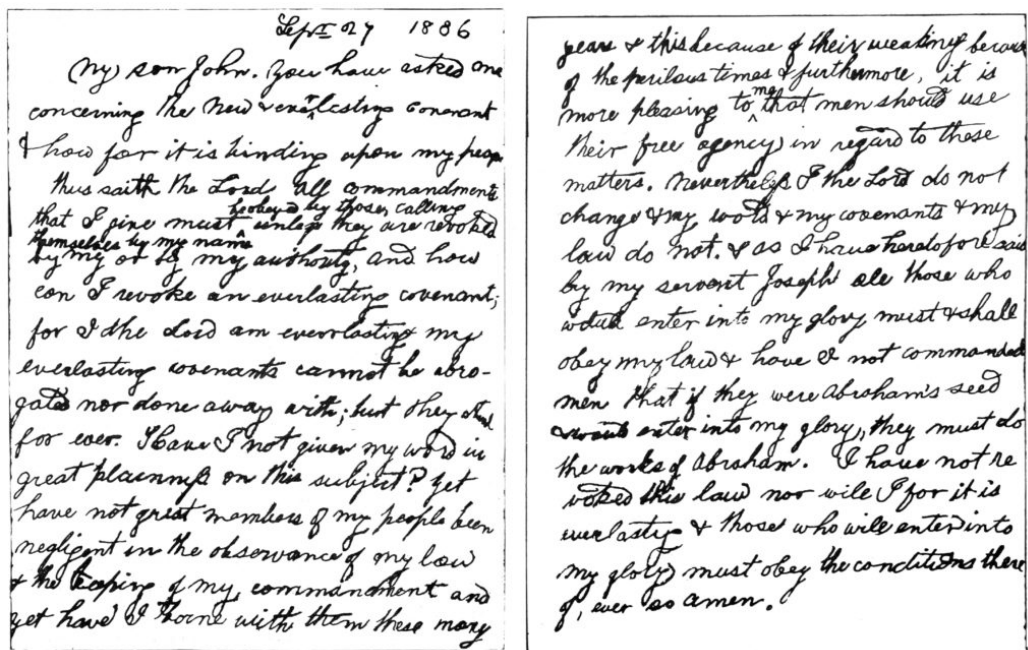 Sept 27 1886
My son John. You have asked me
concerning the New & everlasting covenant
& how far it is binding upon my people
thus saith the Lord All commandments
that I give must be obeyed by those calling
themselves by my name unless they are revoked
by my or by my authority, and how
can I revoke an everlasting covenant;
for I the Lord am everlasting my
everlasting covenants cannot be abro-
gated nor done away with; but they stand
for ever. Have I not given my word in
great plainness on this subject? Yet
have not great numbers of my people been
negligent in the observance of my law
& the keeping of my commandment and
yet have I borne with them these many
years & this because of their weakness because
of the perilous times & furthermore, it is
more pleasing to me that men should use
their free agency in regard to these
matters. Nevertheless I the Lord do not
change & my word & my covenants & my
law do not. & as I have heretofore said
by my servant Joseph all those who
would enter into my glory must & shall
obey my law & have I not commanded
men that if they were Abraham's seed
& would enter into my glory, they must do
the works of Abraham. I have not re
voked this law nor will I for it is
everlasting & those who will enter into
my glory must obey the conditions there
of, even so amen.